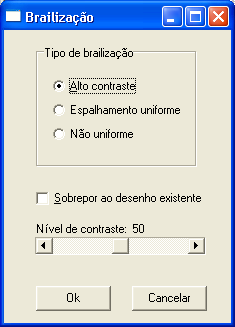 Brailização
Tipo de brailização
Alto contraste
Espalhamento uniforme
Não uniforme
Sobrepor ao desenho existente
Nível de contraste: 50
Ok
Cancelar